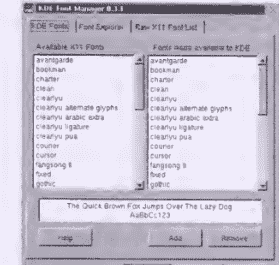 KDE Font Manager 0.3.1
KDE Fonts Font Explorer Raw X11 Font List
Available X11 Fonts Fonts made available to KDE
avantgarde avantgarde
bookman bookman
charter charter
clean clean
clearlyu clearlyu
clearlyu alternate glyphs clearlyu alternate glyphs
clearlyu arabic extra clearlyu arabic extra
clearlyu ligature clearlyu ligature
clearlyu pua clearlyu pua
courier courier
cursor cursor
fangsong ti fangsong ti
fixed fixed
gothic gothic
The Quick Brown Fox Jumps Over The Lazy Dog
AaBbCc123
Help Add Remove